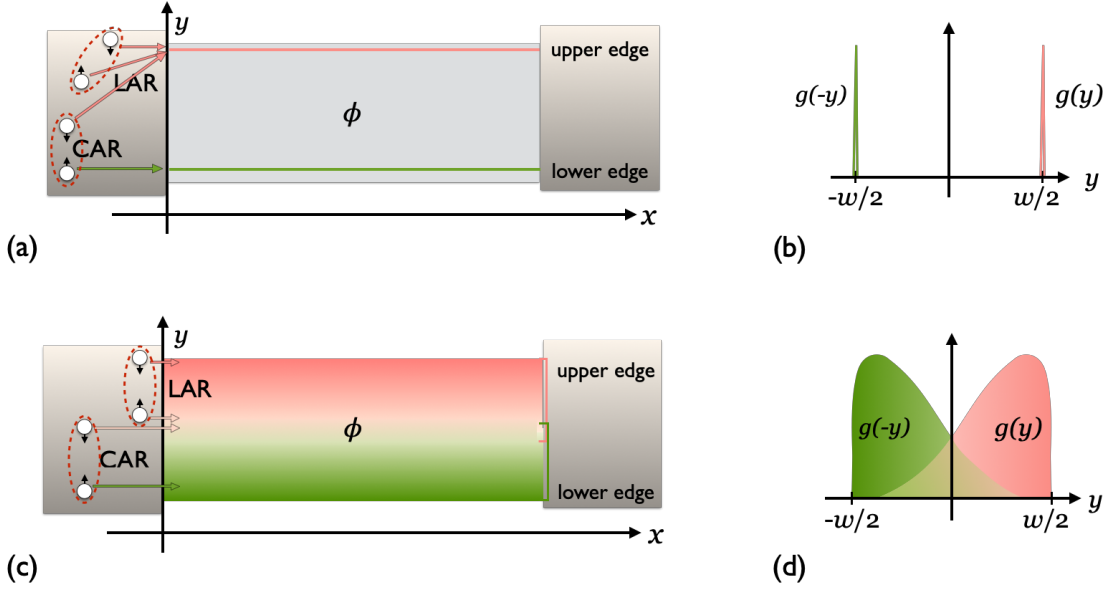 y
upper edge
LAR
ϕ
CAR
lower edge
x
(a)
g(-y)
g(y)
y
-w/2
w/2
(b)
y
upper edge
LAR
ϕ
CAR
lower edge
x
(c)
g(-y)
g(y)
y
-w/2
w/2
(d)